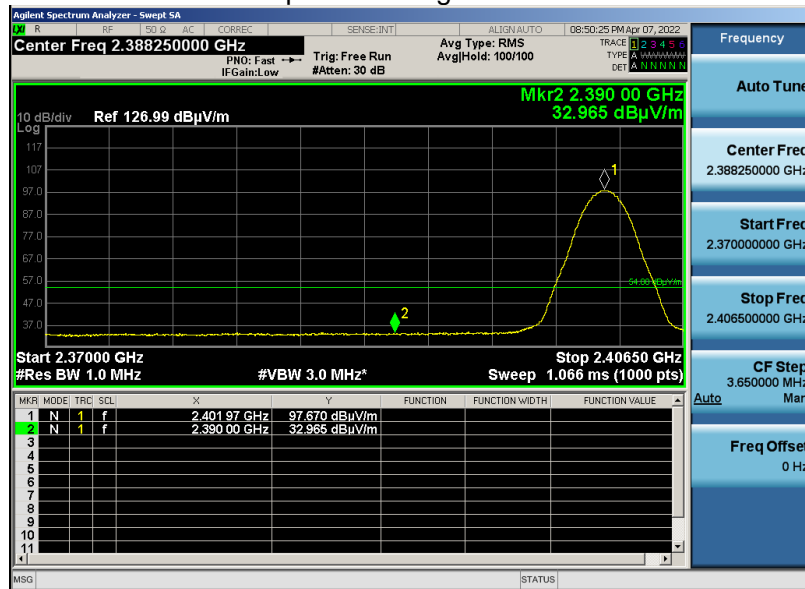 Agilent Spectrum Analyzer - Swept SA
LXI R RF 50 Ω AC CORREC SENSE:INT ALIGN AUTO 08:50:25 PM Apr 07, 2022
Center Freq 2.388250000 GHz
PNO: Fast
IFGain:Low
Trig: Free Run
#Atten: 30 dB
Avg Type: RMS
Avg|Hold: 100/100
TRACE 1 2 3 4 5 6
TYPE A WWWWW
DET A N N N N N
Mkr2 2.390 00 GHz
32.965 dBµV/m
10 dB/div Ref 126.99 dBµV/m
Log
117
107
97.0
87.0
77.0
67.0
57.0
47.0
37.0
1
2
54.00 dBµV/m
Start 2.37000 GHz Stop 2.40650 GHz
#Res BW 1.0 MHz #VBW 3.0 MHz* Sweep 1.066 ms (1000 pts)
MKR MODE TRC SCL X Y FUNCTION FUNCTION WIDTH FUNCTION VALUE
1 N 1 f 2.401 97 GHz 97.670 dBµV/m
2 N 1 f 2.390 00 GHz 32.965 dBµV/m
3
4
5
6
7
8
9
10
11
MSG STATUS
Frequency
Auto Tune
Center Freq
2.388250000 GHz
Start Freq
2.370000000 GHz
Stop Freq
2.406500000 GHz
CF Step
3.650000 MHz
Auto Man
Freq Offset
0 Hz